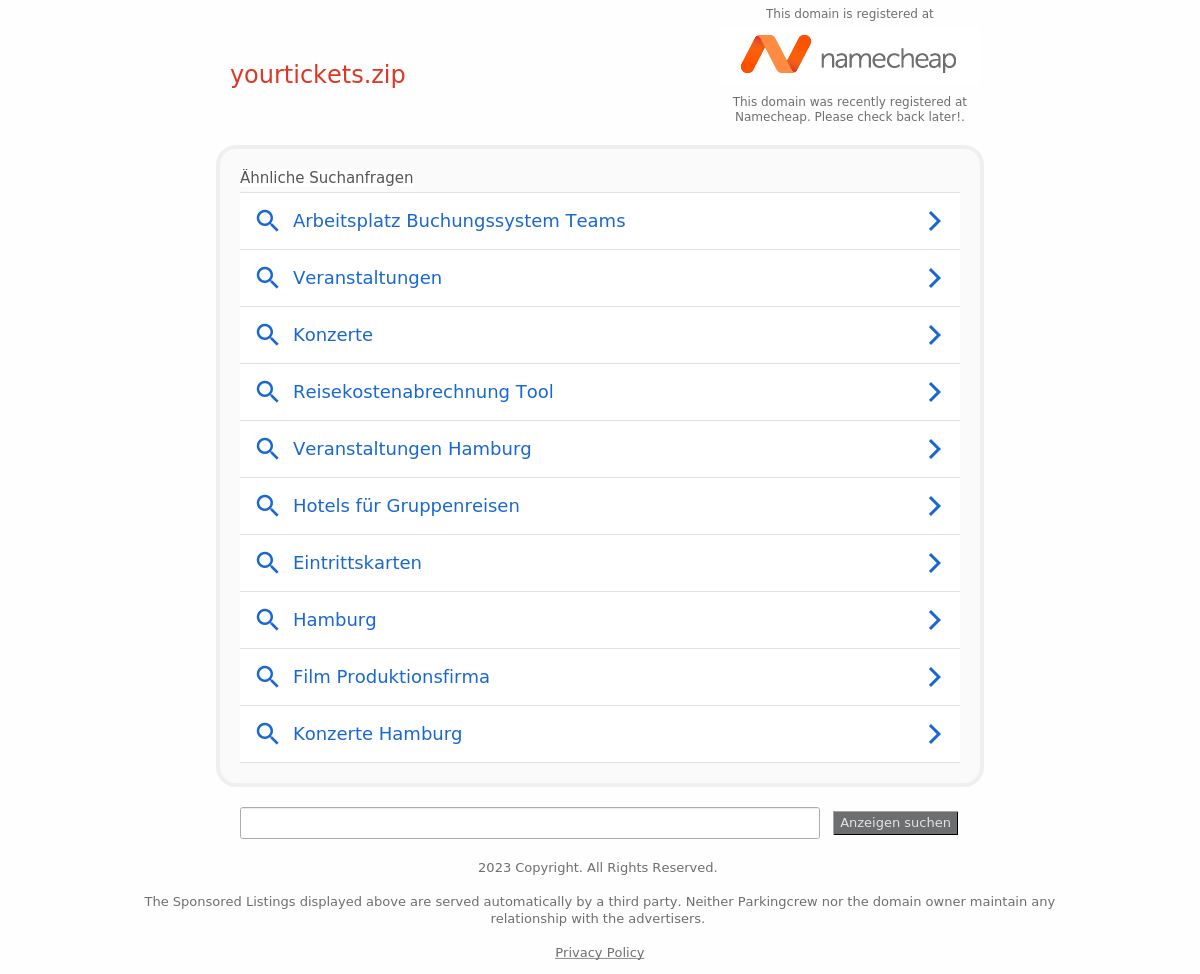 This domain is registered at
namecheap
yourtickets.zip
This domain was recently registered at
Namecheap. Please check back later!.
Ähnliche Suchanfragen
Arbeitsplatz Buchungssystem Teams
Veranstaltungen
Konzerte
Reisekostenabrechnung Tool
Veranstaltungen Hamburg
Hotels für Gruppenreisen
Eintrittskarten
Hamburg
Film Produktionsfirma
Konzerte Hamburg
Anzeigen suchen
2023 Copyright. All Rights Reserved.
The Sponsored Listings displayed above are served automatically by a third party. Neither Parkingcrew nor the domain owner maintain any
relationship with the advertisers.
Privacy Policy